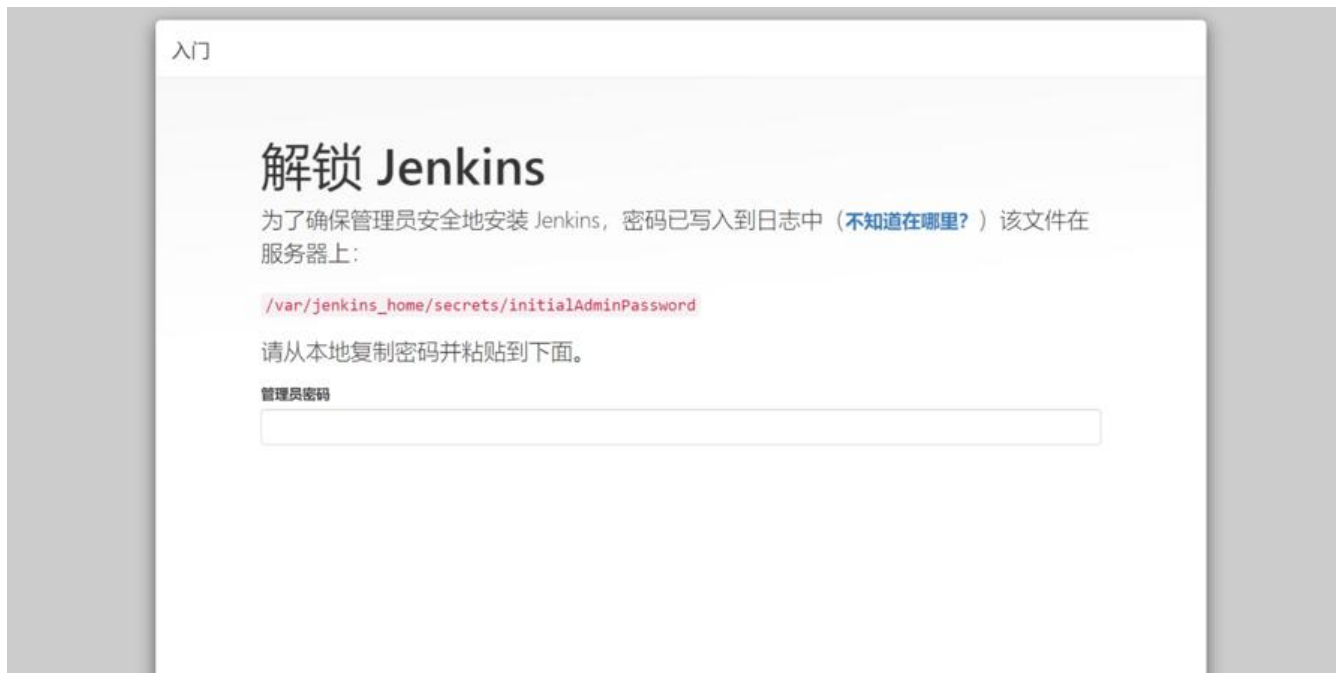 入门
解锁 Jenkins
为了确保管理员安全地安装 Jenkins，密码已写入到日志中（不知道在哪里？）该文件在
服务器上：
/var/jenkins_home/secrets/initialAdminPassword
请从本地复制密码并粘贴到下面。
管理员密码